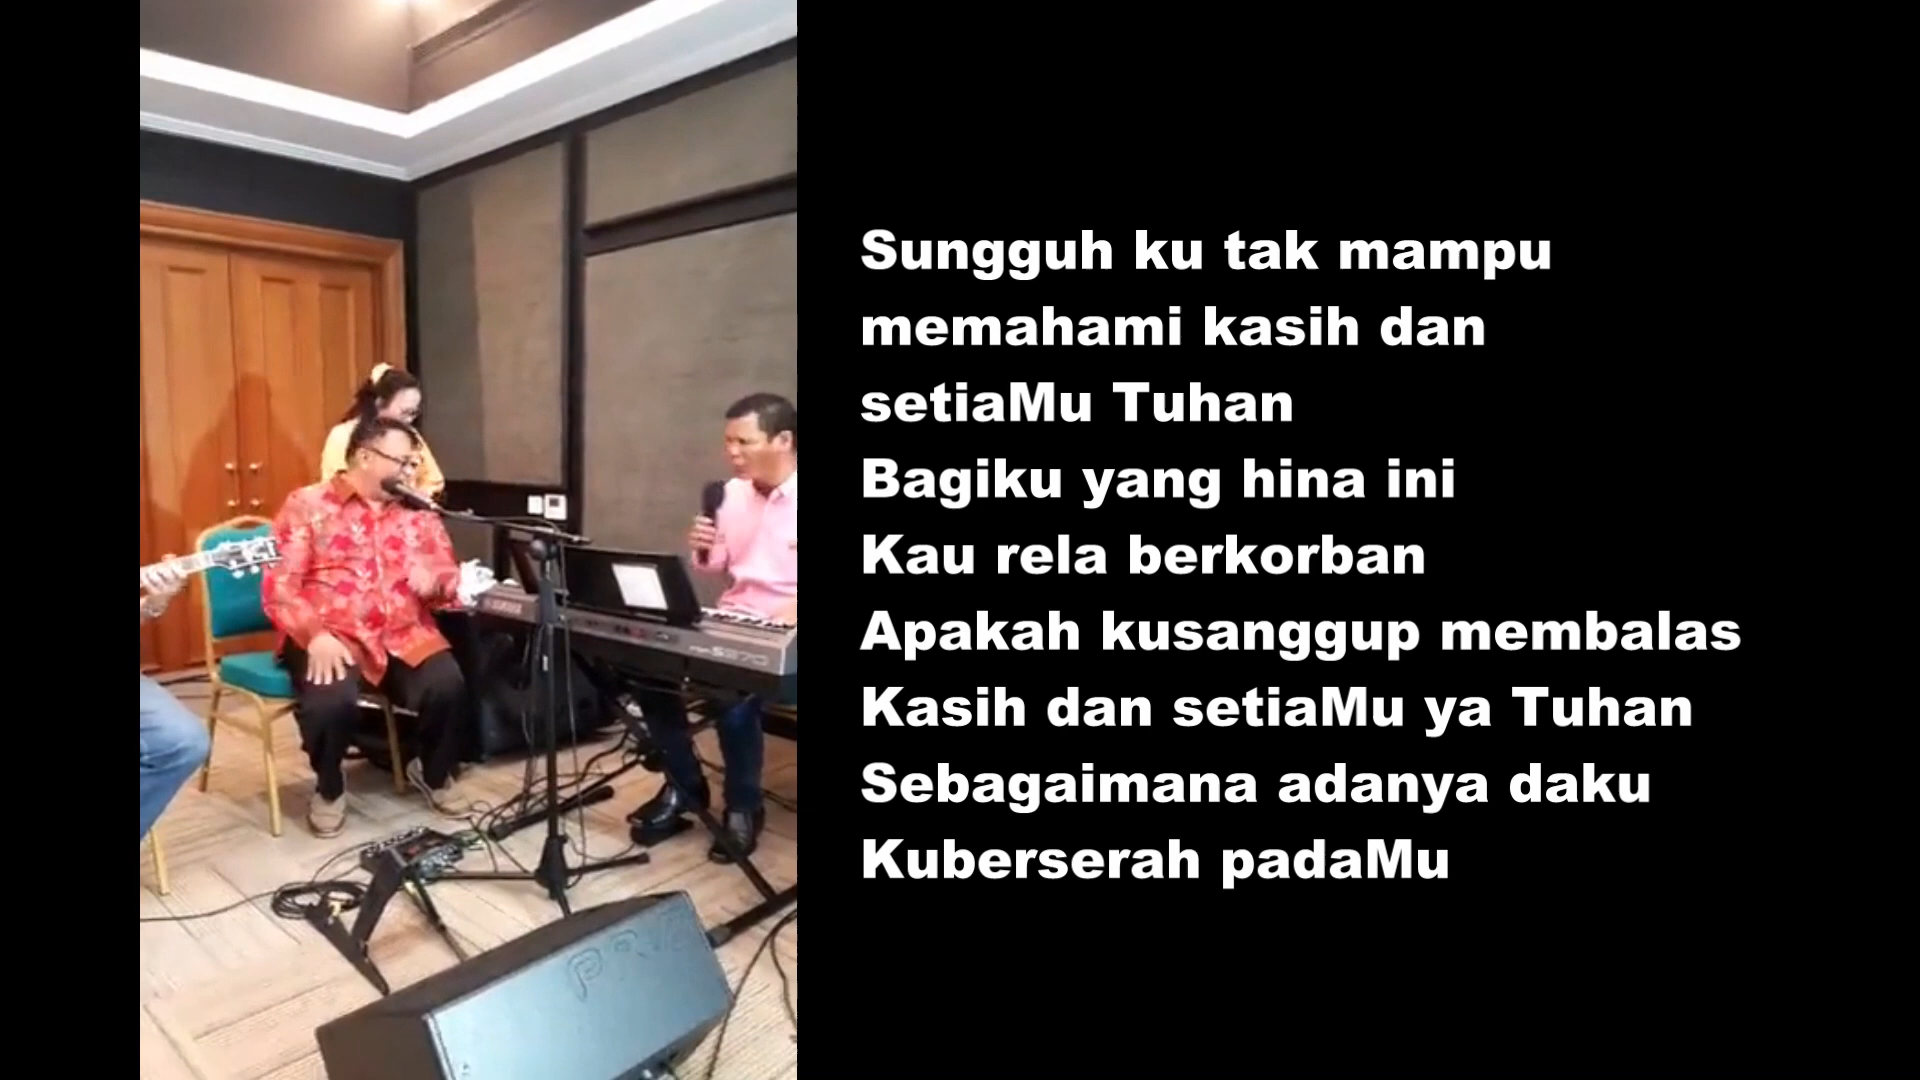 Sungguh ku tak mampu
memahami kasih dan
setiaMu Tuhan
Bagiku yang hina ini
Kau rela berkorban
Apakah kusanggup membalas
Kasih dan setiaMu ya Tuhan
Sebagaimana adanya daku
Kuberserah padaMu
YAMAHA